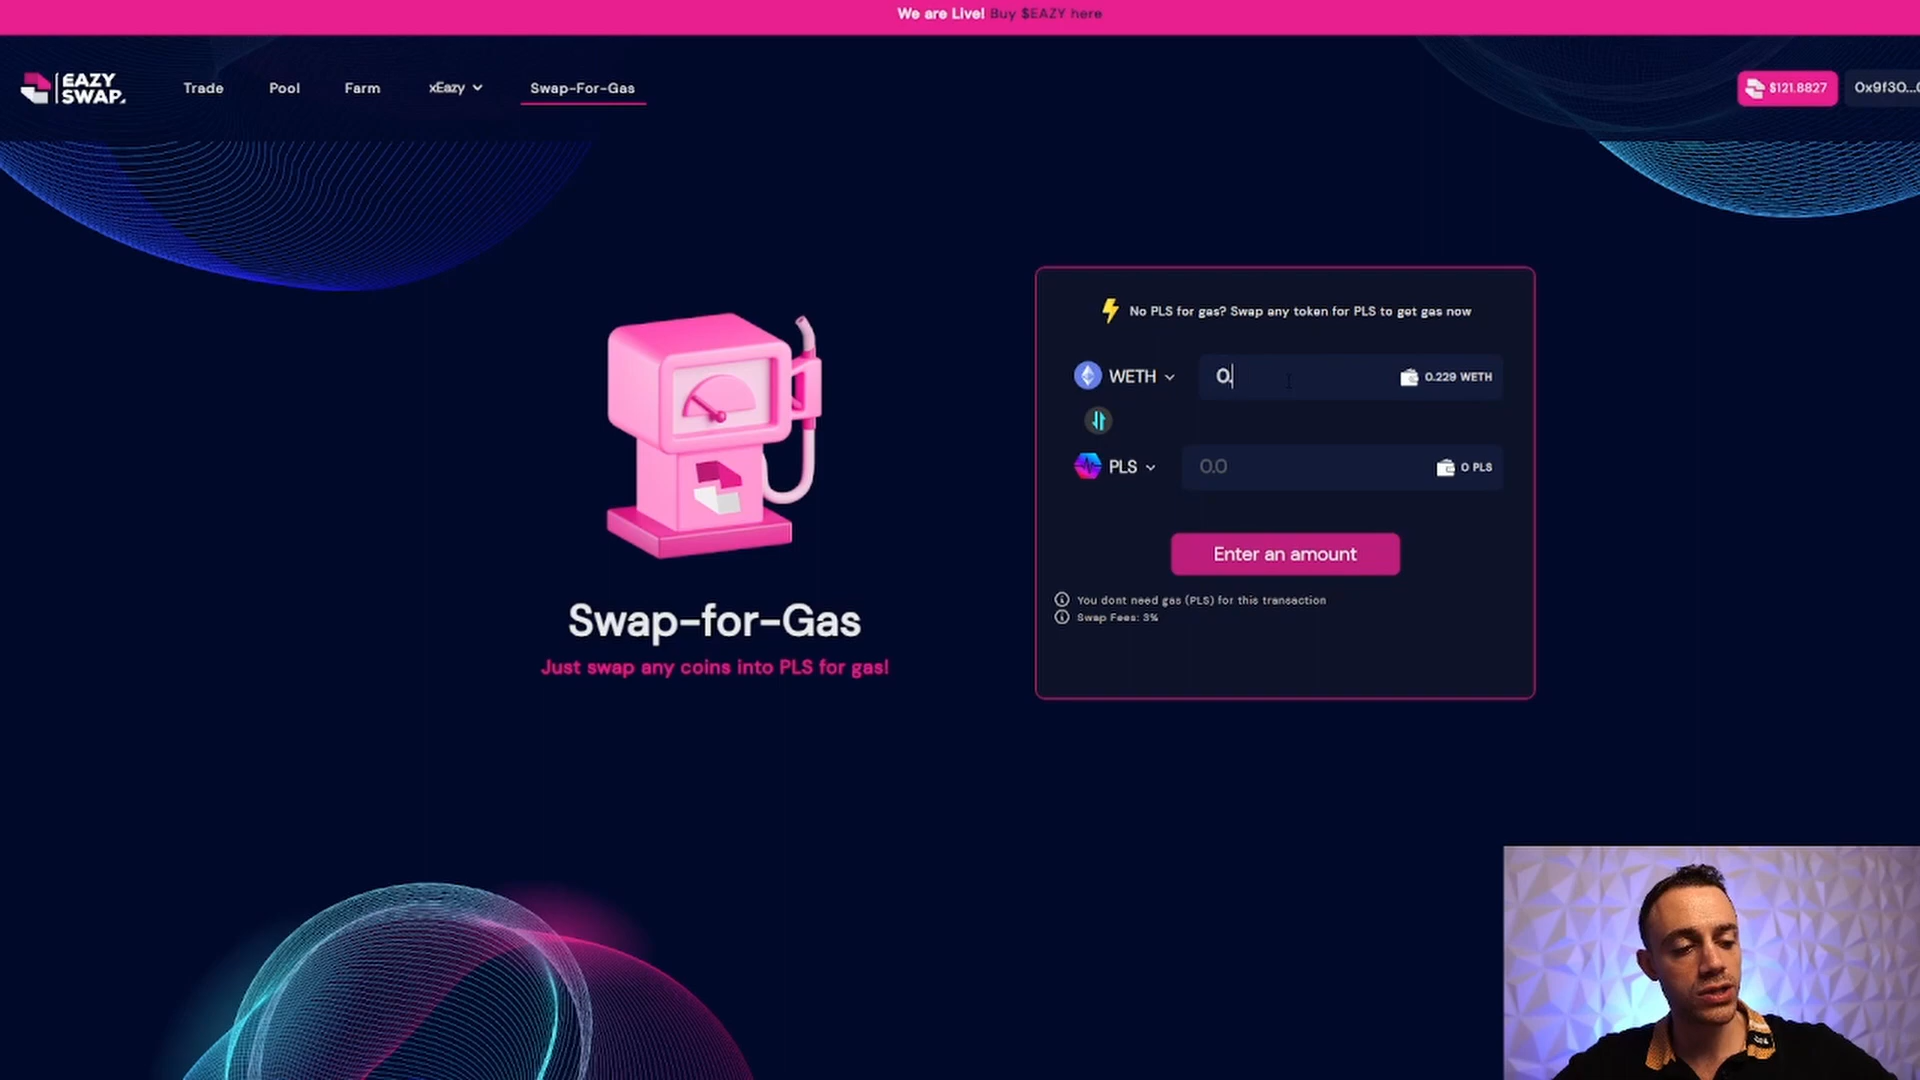 We are Live! Buy $EAZY here
EAZY
SWAP.
Trade
Pool
Farm
xEazy
Swap-For-Gas
$121.8827
0x9f30...
No PLS for gas? Swap any token for PLS to get gas now
WETH
0.
0.229 WETH
PLS
0.0
0 PLS
Enter an amount
You dont need gas (PLS) for this transaction
Swap Fees: 3%
Swap-for-Gas
Just swap any coins into PLS for gas!